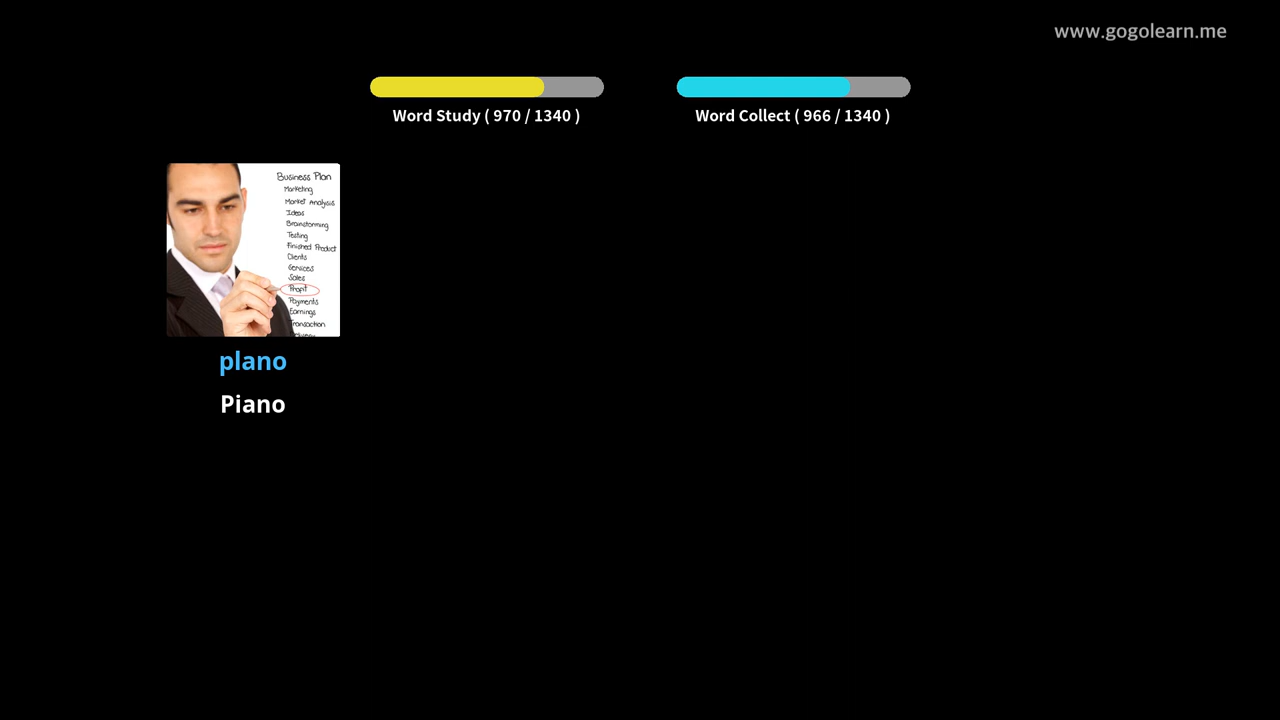 www.gogolearn.me
Word Study ( 970 / 1340 )
Word Collect ( 966 / 1340 )
Business Plan
Marketing
Market Analysis
Ideas
Brainstorming
Testing
Finished Product
Clients
Services
Sales
Profit
Payments
Earnings
Transaction
plano
Piano